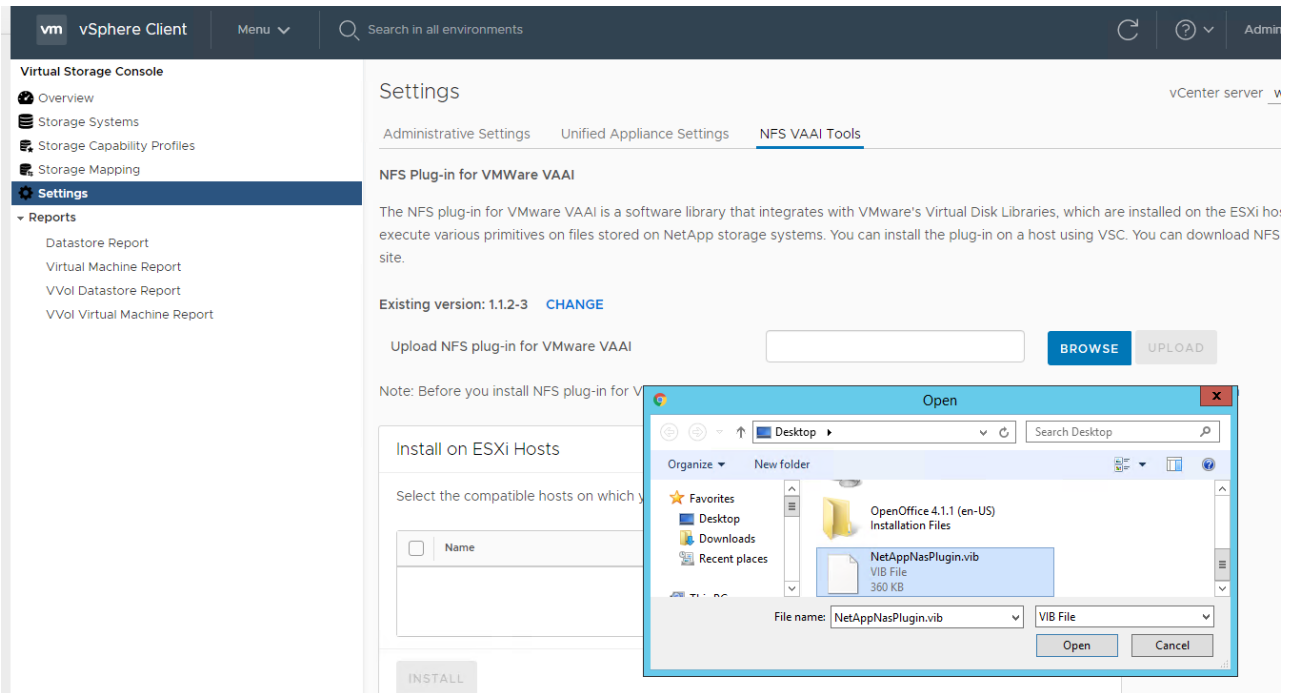 vm vSphere Client Menu Search in all environments Admin
Virtual Storage Console
Overview
Storage Systems
Storage Capability Profiles
Storage Mapping
Settings
Reports
Datastore Report
Virtual Machine Report
VVol Datastore Report
VVol Virtual Machine Report
Settings
vCenter server w
Administrative Settings Unified Appliance Settings NFS VAAI Tools
NFS Plug-in for VMWare VAAI
The NFS plug-in for VMware VAAI is a software library that integrates with VMware's Virtual Disk Libraries, which are installed on the ESXi hos
execute various primitives on files stored on NetApp storage systems. You can install the plug-in on a host using VSC. You can download NFS
site.
Existing version: 1.1.2-3 CHANGE
Upload NFS plug-in for VMware VAAI BROWSE UPLOAD
Note: Before you install NFS plug-in for V
Install on ESXi Hosts
Select the compatible hosts on which y
Name
INSTALL
Open x
Desktop Search Desktop
Organize New folder
Favorites
Desktop
Downloads
Recent places
This PC
OpenOffice 4.1.1 (en-US)
Installation Files
NetAppNasPlugin.vib
VIB File
360 KB
File name: NetAppNasPlugin.vib VIB File
Open Cancel